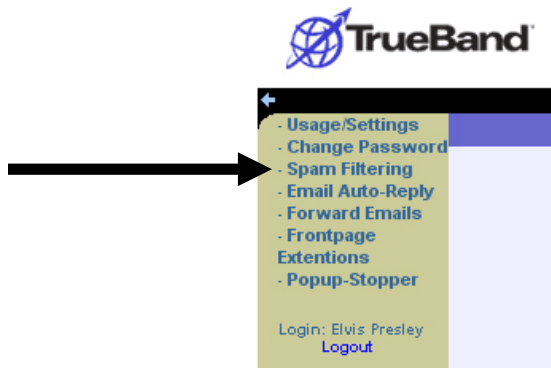 TrueBand
- Usage/Settings
- Change Password
- Spam Filtering
- Email Auto-Reply
- Forward Emails
- Frontpage
Extentions
- Popup-Stopper
Login: Elvis Presley
Logout